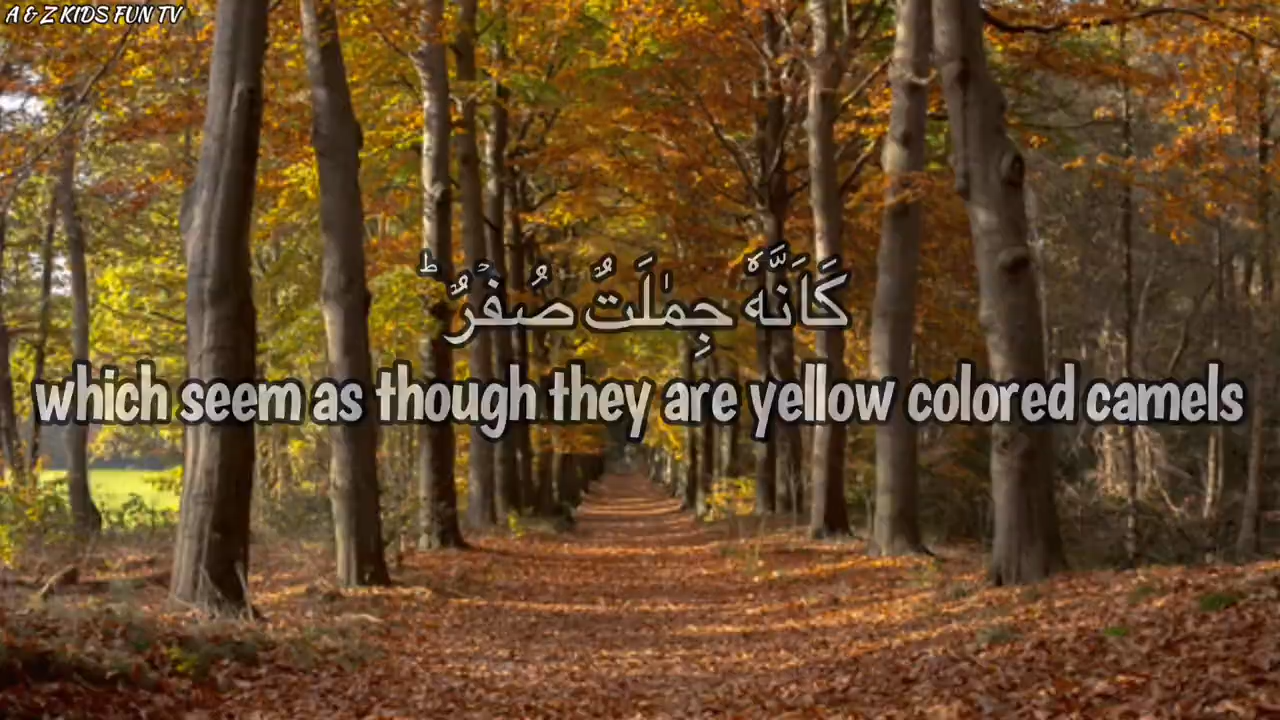 A & Z KIDS FUN TV
كَاَنَّهٗ جِمٰلَتٌ صُفْرٌ ؕ
which seem as though they are yellow colored camels